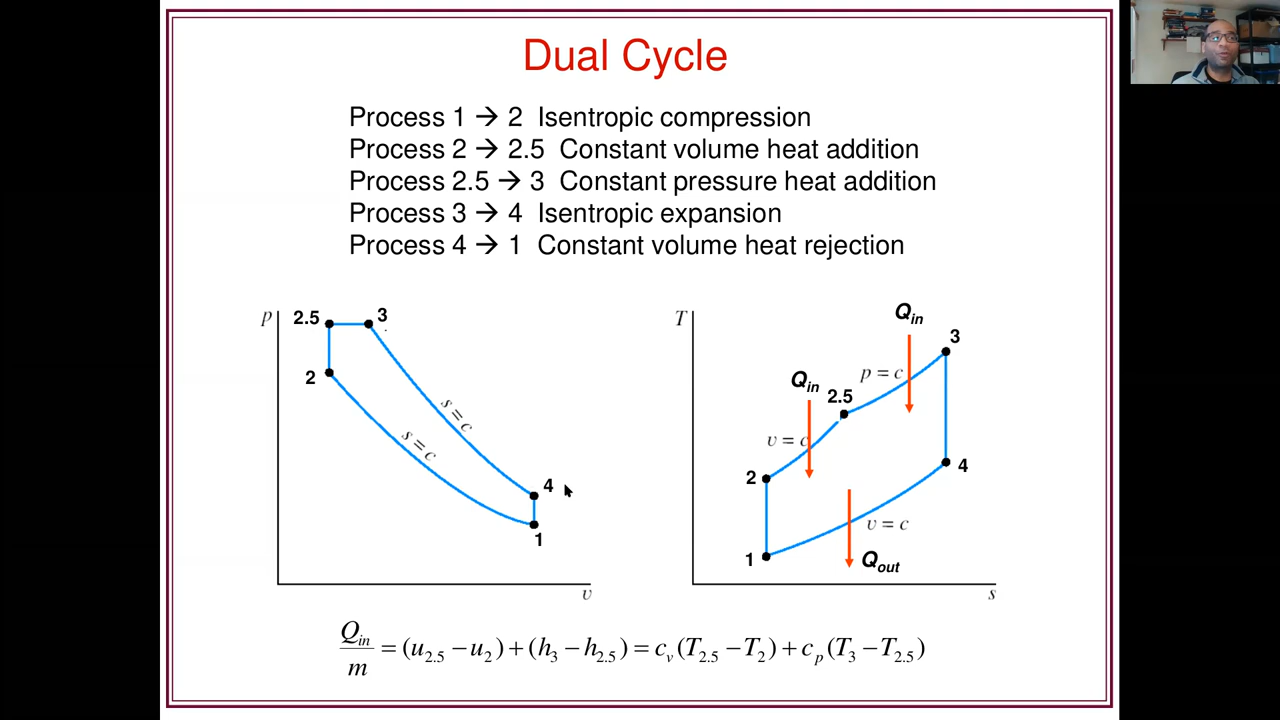 Dual Cycle
Process 1 → 2 Isentropic compression
Process 2 → 2.5 Constant volume heat addition
Process 2.5 → 3 Constant pressure heat addition
Process 3 → 4 Isentropic expansion
Process 4 → 1 Constant volume heat rejection
p
2.5
3
2
s = c
s = c
4
1
v
T
Q_in
3
p = c
Q_in
2.5
v = c
2
4
v = c
1
Q_out
s
Q_in/m = (u_2.5 − u_2) + (h_3 − h_2.5) = c_v(T_2.5 − T_2) + c_p(T_3 − T_2.5)